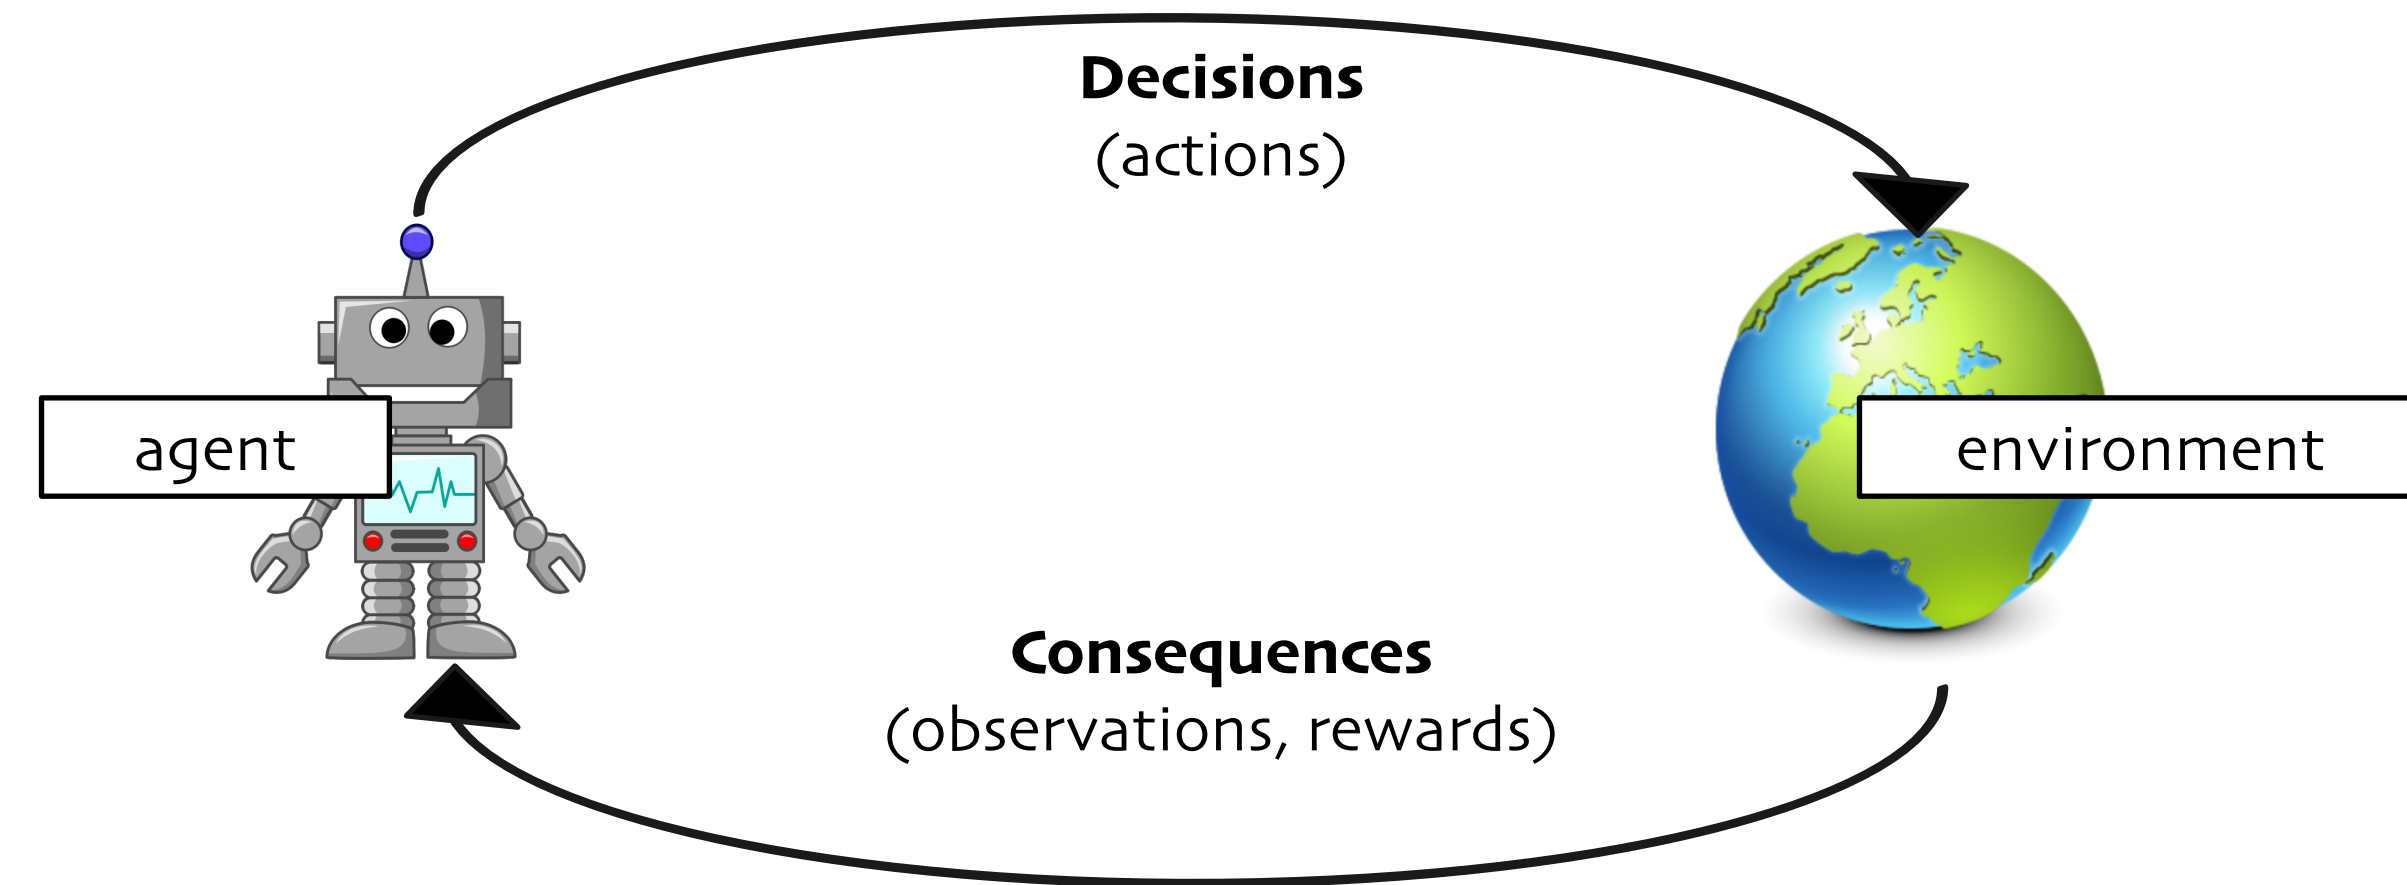 Decisions
(actions)
agent
environment
Consequences
(observations, rewards)